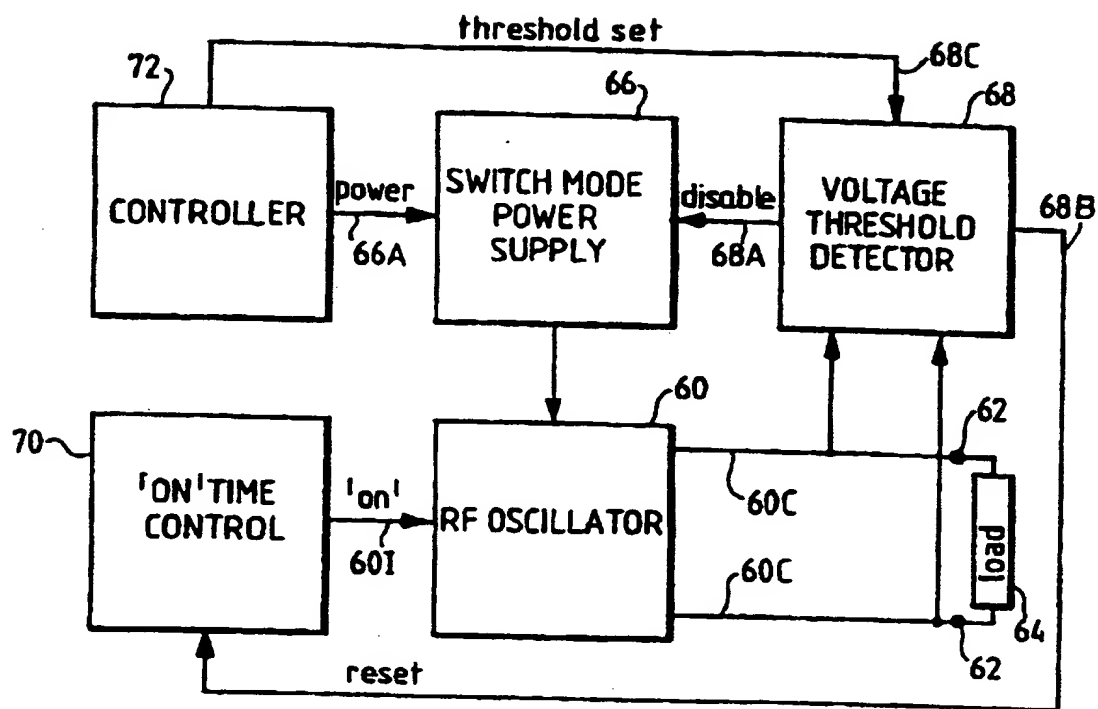 threshold set
72
66
68C
68
CONTROLLER
power
66A
SWITCH MODE
POWER
SUPPLY
disable
68A
VOLTAGE
THRESHOLD
DETECTOR
68B
70
'ON' TIME
CONTROL
'on'
60I
60
RF OSCILLATOR
60C
60C
62
load
64
62
reset